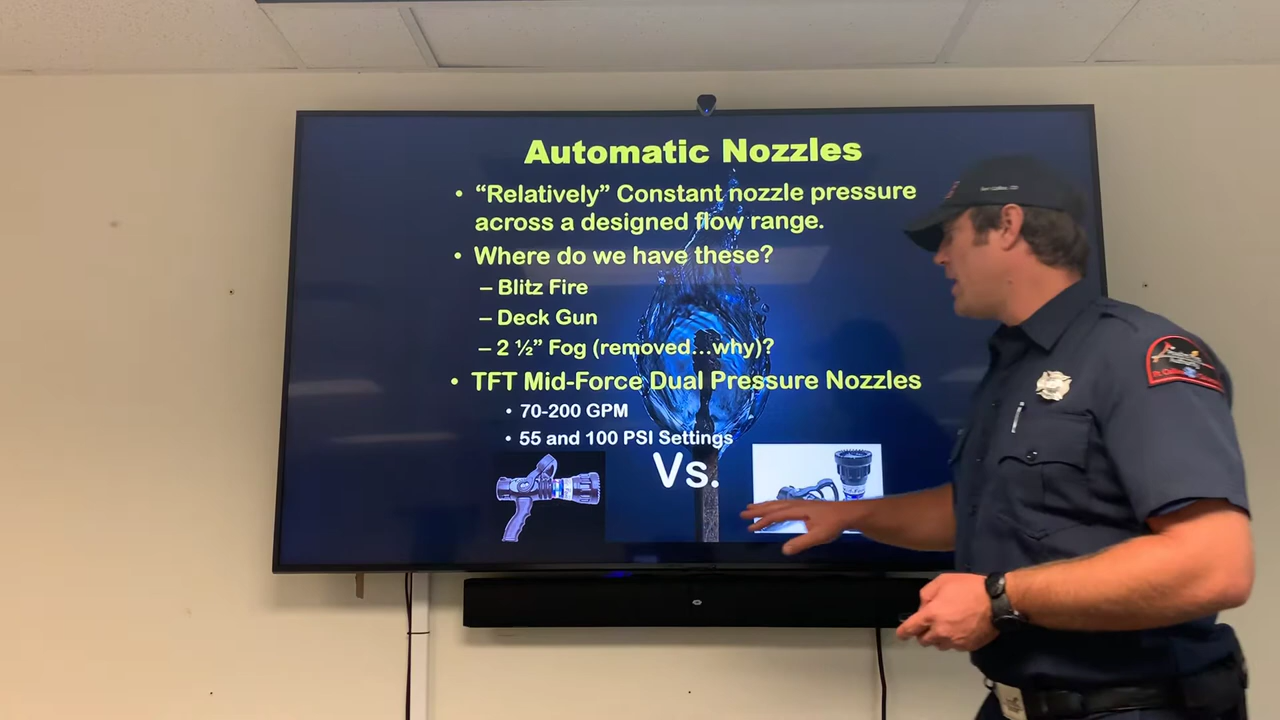 Automatic Nozzles
• “Relatively” Constant nozzle pressure
across a designed flow range.
• Where do we have these?
– Blitz Fire
– Deck Gun
– 2 ½” Fog (removed...why)?
• TFT Mid-Force Dual Pressure Nozzles
• 70-200 GPM
• 55 and 100 PSI Settings
Vs.